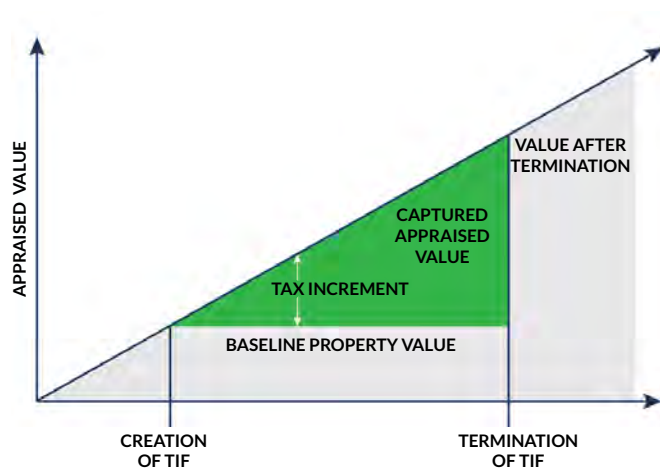 APPRAISED VALUE
VALUE AFTER
TERMINATION
CAPTURED
APPRAISED
VALUE
TAX INCREMENT
BASELINE PROPERTY VALUE
CREATION
OF TIF
TERMINATION
OF TIF